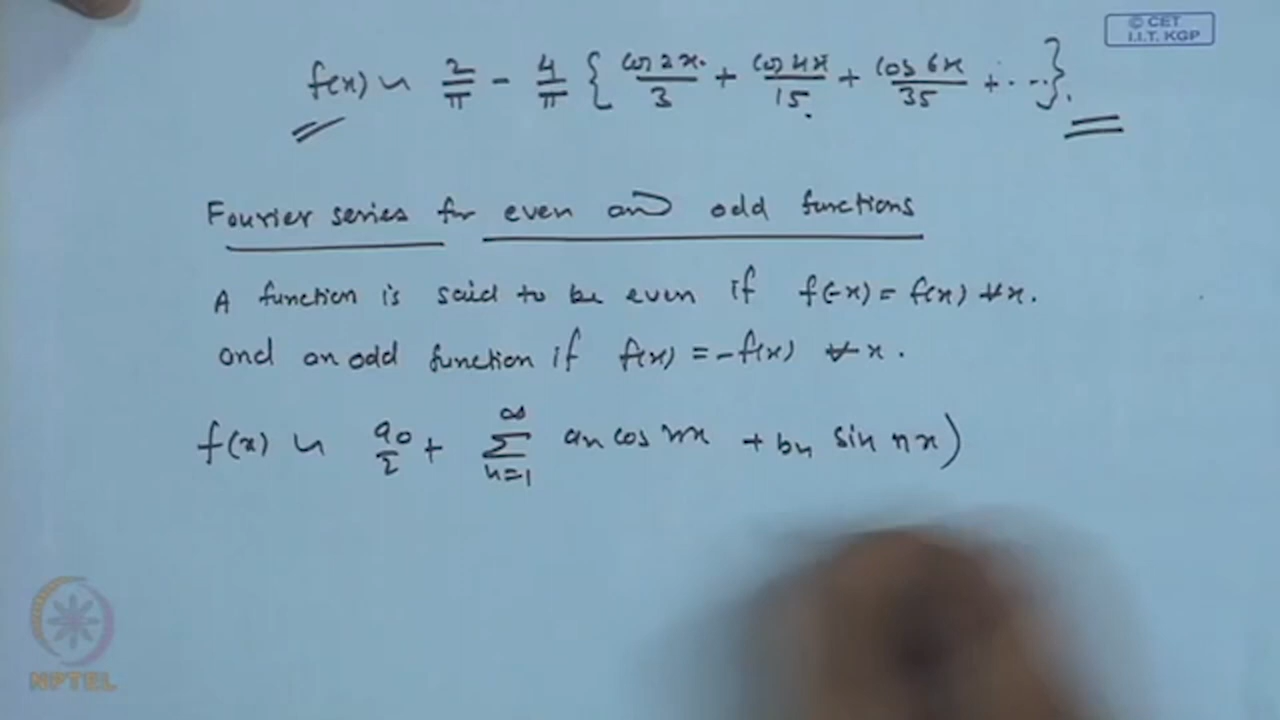 © CET
I.I.T. KGP
f(x) ~ 2/π - 4/π { cos 2x/3 + cos 4x/15 + cos 6x/35 + ... }.
Fourier series for even and odd functions
A function is said to be even if f(-x) = f(x) ∀x.
and an odd function if f(x) = -f(x) ∀ x.
f(x) ~ a0/2 + ∑ n=1 ∞ an cos nx + bn sin nx)
NPTEL